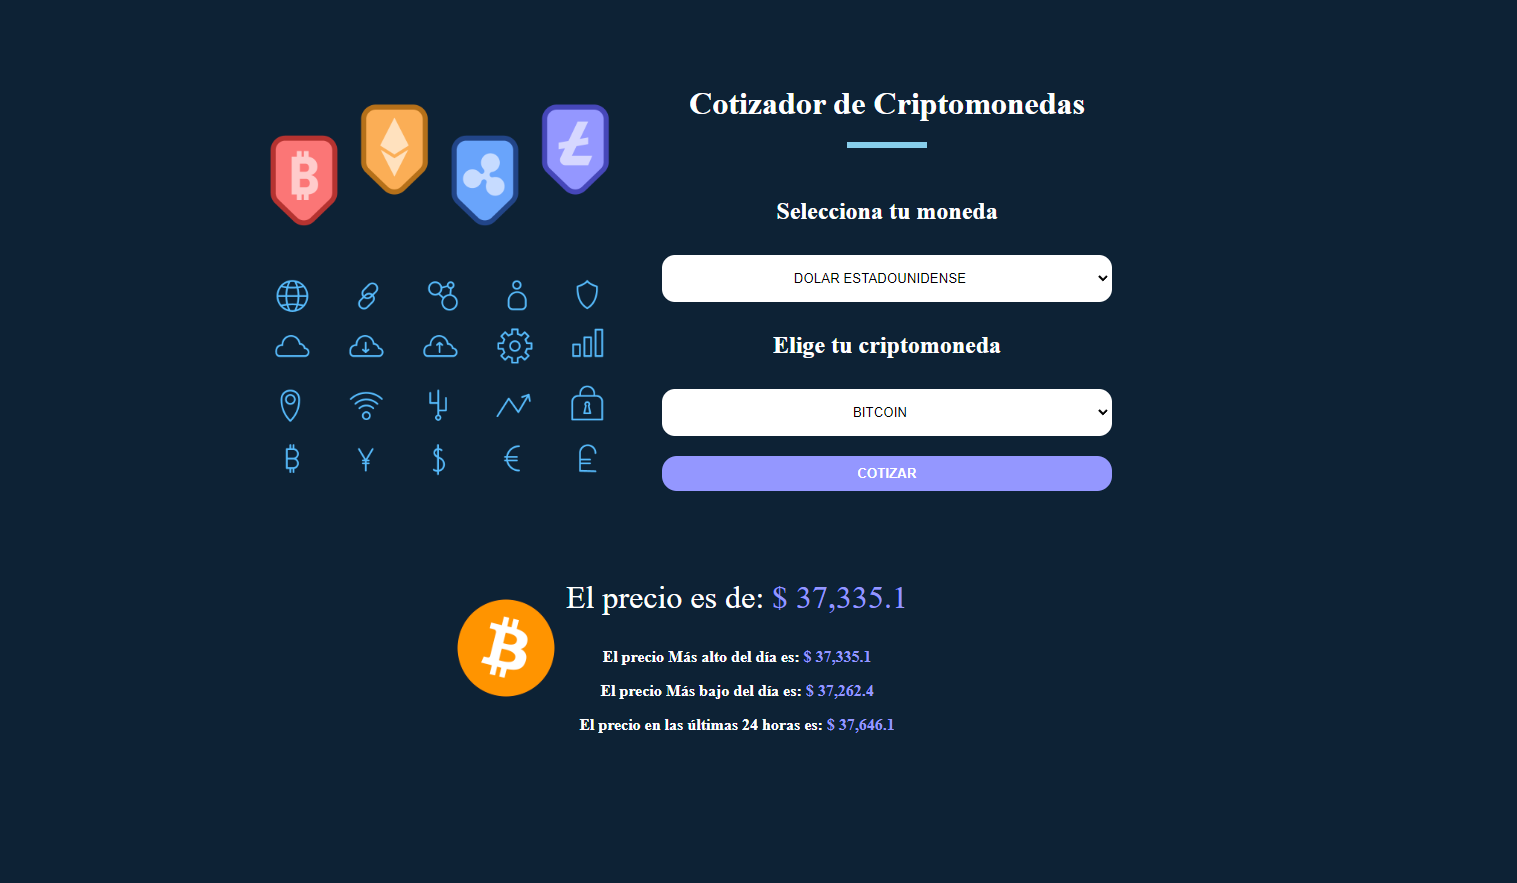 Cotizador de Criptomonedas
Selecciona tu moneda
DOLAR ESTADOUNIDENSE
Elige tu criptomoneda
BITCOIN
COTIZAR
El precio es de: $ 37,335.1
El precio Más alto del día es: $ 37,335.1
El precio Más bajo del día es: $ 37,262.4
El precio en las últimas 24 horas es: $ 37,646.1